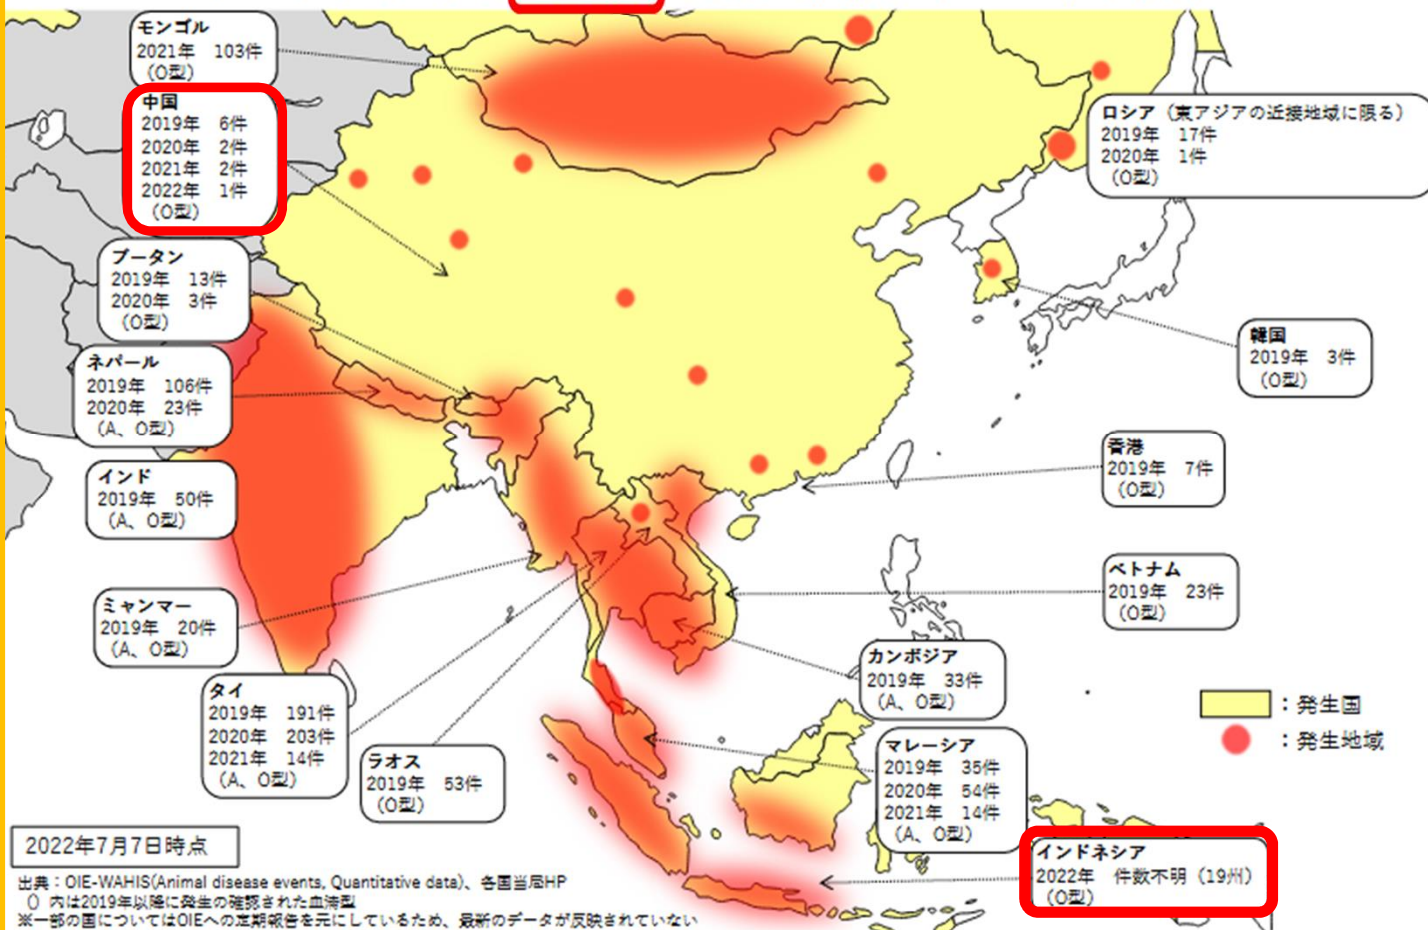 モンゴル
2021年　103件
（O型）
中国
2019年　6件
2020年　2件
2021年　2件
2022年　1件
（O型）
ブータン
2019年　13件
2020年　3件
（O型）
ネパール
2019年　106件
2020年　23件
（A、O型）
インド
2019年　50件
（A、O型）
ミャンマー
2019年　20件
（A、O型）
タイ
2019年　191件
2020年　203件
2021年　14件
（A、O型）
ラオス
2019年　53件
（O型）
ロシア（東アジアの近接地域に限る）
2019年　17件
2020年　1件
（O型）
韓国
2019年　3件
（O型）
香港
2019年　7件
（O型）
ベトナム
2019年　23件
（O型）
カンボジア
2019年　33件
（A、O型）
マレーシア
2019年　35件
2020年　54件
2021年　14件
（A、O型）
インドネシア
2022年　件数不明（19州）
（O型）
：発生国
：発生地域
2022年7月7日時点
出典：OIE-WAHIS(Animal disease events, Quantitative data)、各国当局HP
（）内は2019年以降に発生の確認された血清型
※一部の国についてはOIEへの定期報告を元にしているため、最新のデータが反映されていない